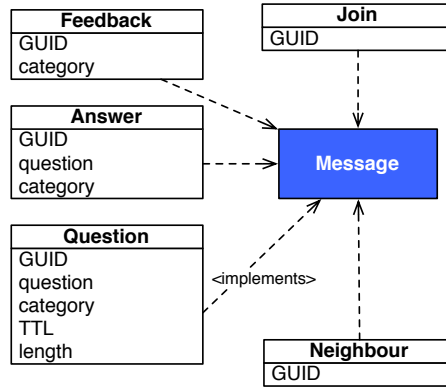 Feedback
GUID
category
Join
GUID
Answer
GUID
question
category
Message
Question
GUID
question
category
TTL
length
<implements>
Neighbour
GUID